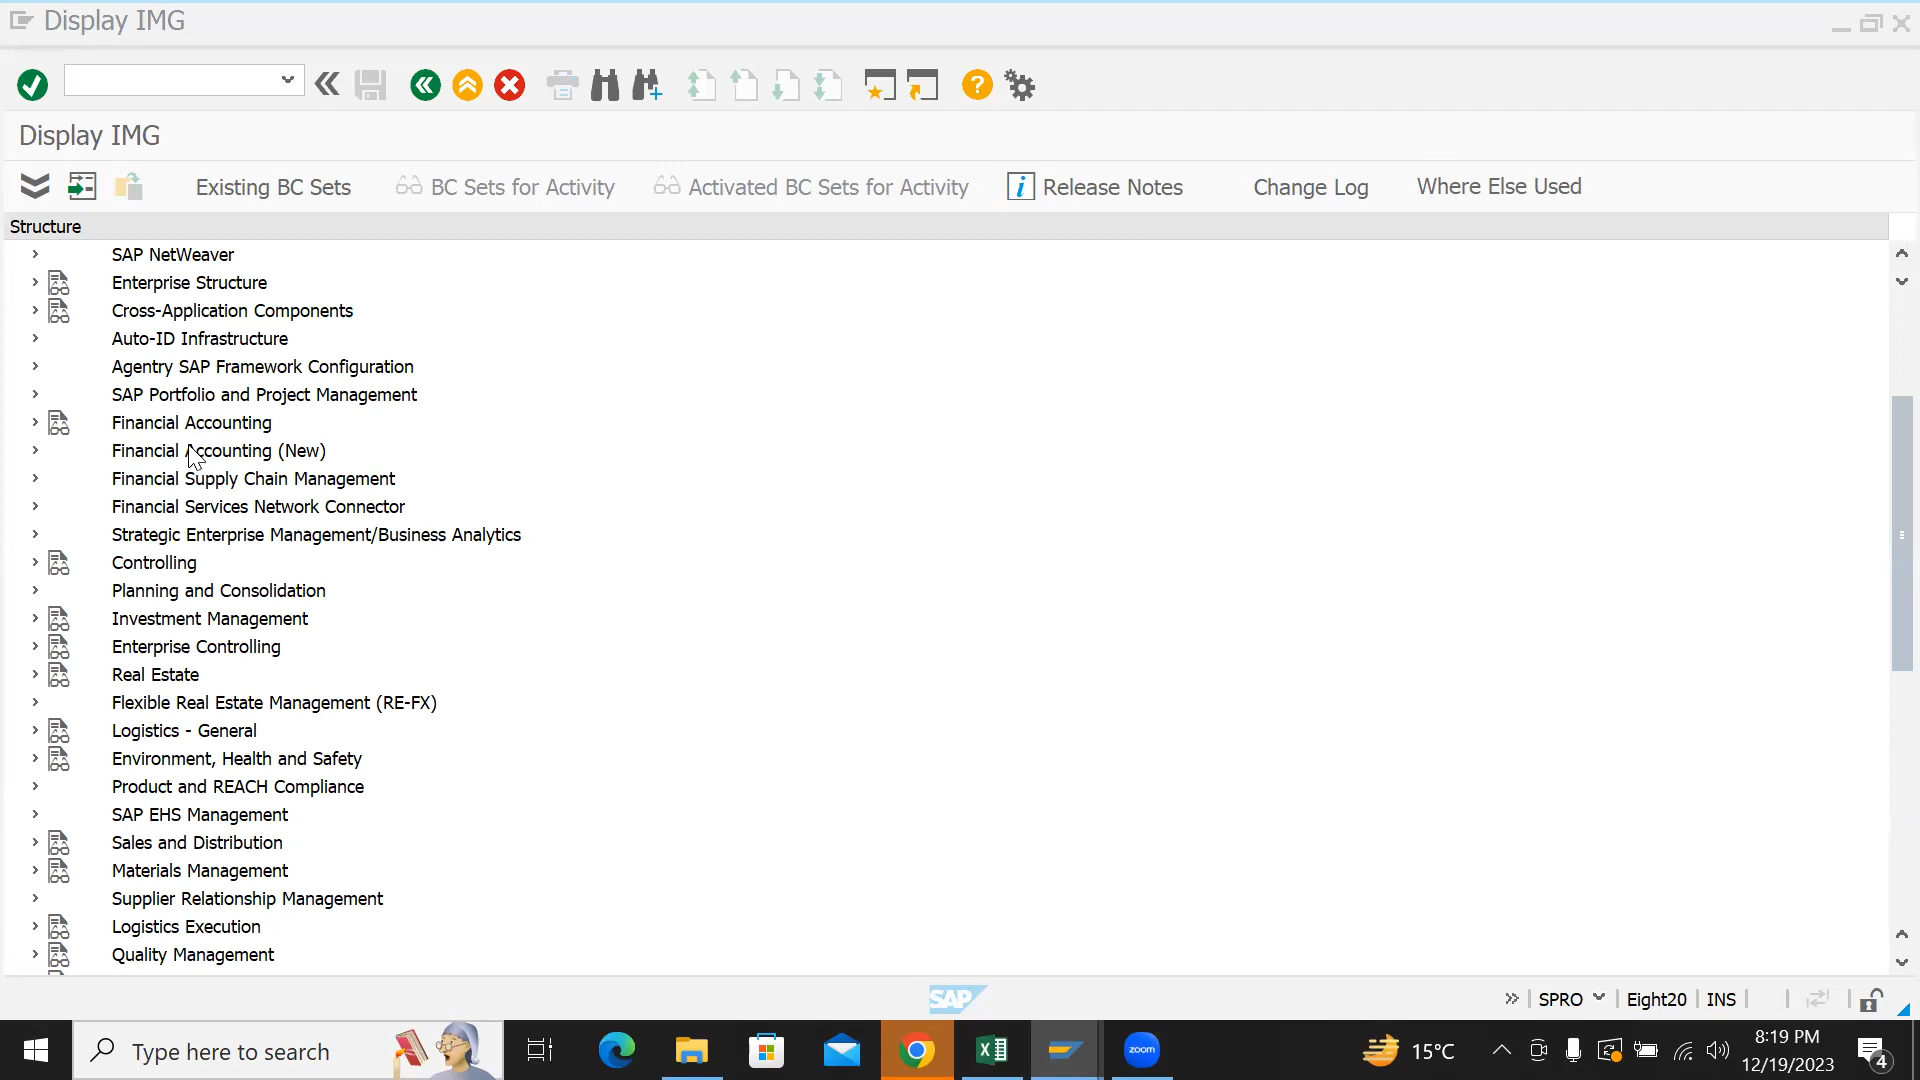 Display IMG
Display IMG
Existing BC Sets BC Sets for Activity Activated BC Sets for Activity Release Notes Change Log Where Else Used
Structure
SAP NetWeaver
Enterprise Structure
Cross-Application Components
Auto-ID Infrastructure
Agentry SAP Framework Configuration
SAP Portfolio and Project Management
Financial Accounting
Financial Accounting (New)
Financial Supply Chain Management
Financial Services Network Connector
Strategic Enterprise Management/Business Analytics
Controlling
Planning and Consolidation
Investment Management
Enterprise Controlling
Real Estate
Flexible Real Estate Management (RE-FX)
Logistics - General
Environment, Health and Safety
Product and REACH Compliance
SAP EHS Management
Sales and Distribution
Materials Management
Supplier Relationship Management
Logistics Execution
Quality Management
SAP SPRO Eight20 INS
Type here to search zoom 15°C 8:19 PM
12/19/2023 4